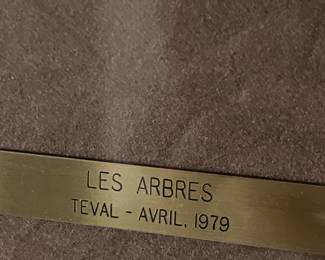 LES ARBRES
TEVAL - AVRIL, 1979